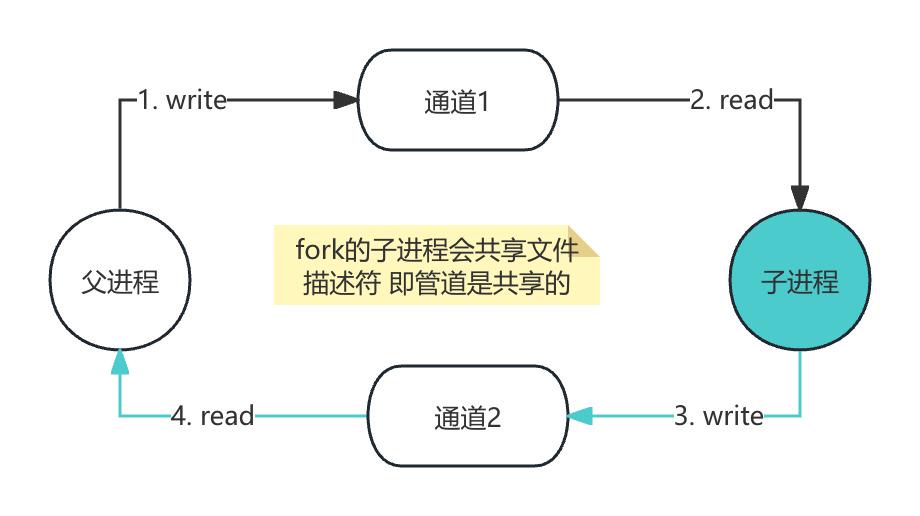 1. write
通道1
2. read
父进程
fork的子进程会共享文件
描述符 即管道是共享的
子进程
4. read
通道2
3. write